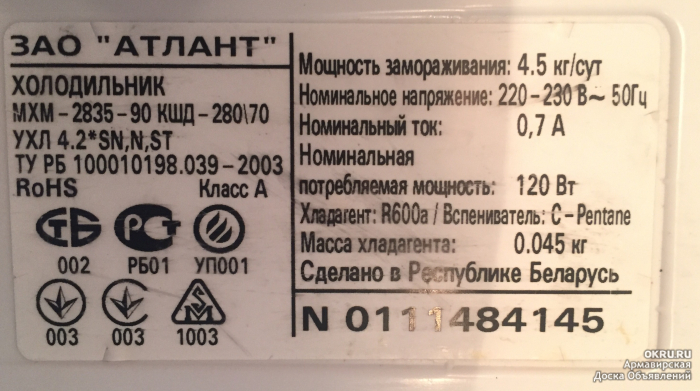 ЗАО "АТЛАНТ"
ХОЛОДИЛЬНИК
МХМ-2835-90 КШД-280\70
УХЛ 4.2*SN,N,ST
ТУ РБ 100010198.039-2003
RoHS Класс А
СТБ РСТ
002 РБ01 УП001
003 003 1003
Мощность замораживания: 4.5 кг/сут
Номинальное напряжение: 220-230 В~ 50Гц
Номинальный ток: 0,7 А
Номинальная
потребляемая мощность: 120 Вт
Хладагент: R600a / Вспениватель: C-Pentane
Масса хладагента: 0.045 кг
Сделано в Республике Беларусь
N 0111484145
OKRU.RU
Армавирская
Доска Объявлений